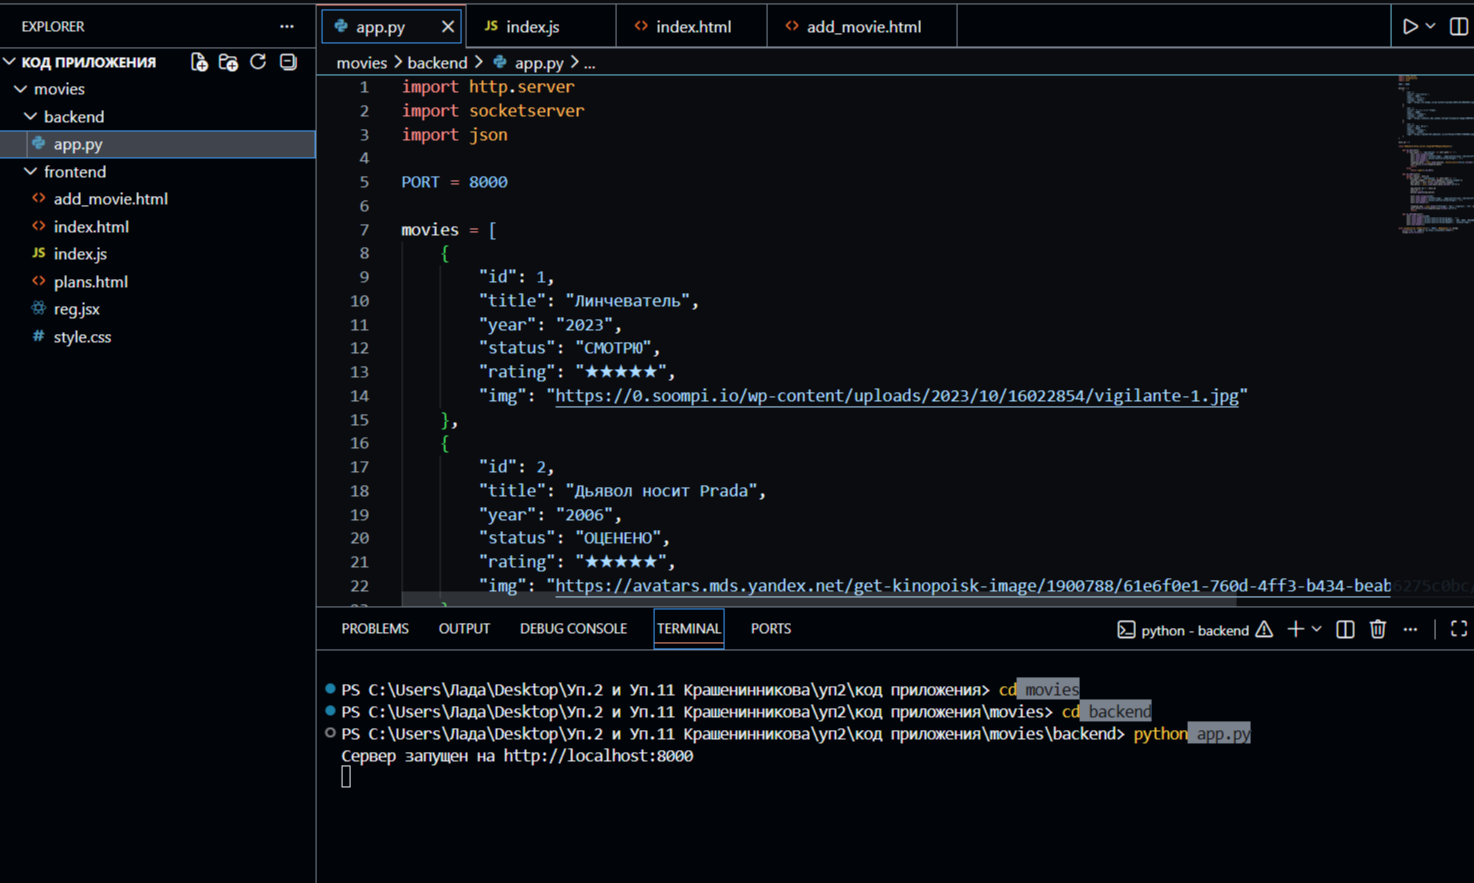 EXPLORER
···
КОД ПРИЛОЖЕНИЯ
movies
backend
app.py
frontend
add_movie.html
index.html
JS index.js
plans.html
reg.jsx
# style.css
app.py
JS index.js
index.html
add_movie.html
movies > backend > app.py > ...
1 import http.server
2 import socketserver
3 import json
4
5 PORT = 8000
6
7 movies = [
8 {
9 "id": 1,
10 "title": "Линчеватель",
11 "year": "2023",
12 "status": "СМОТРЮ",
13 "rating": "★★★★★",
14 "img": "https://0.soompi.io/wp-content/uploads/2023/10/16022854/vigilante-1.jpg"
15 },
16 {
17 "id": 2,
18 "title": "Дьявол носит Prada",
19 "year": "2006",
20 "status": "ОЦЕНЕНО",
21 "rating": "★★★★★",
22 "img": "https://avatars.mds.yandex.net/get-kinopoisk-image/1900788/61e6f0e1-760d-4ff3-b434-beab6275c0bc/
PROBLEMS OUTPUT DEBUG CONSOLE TERMINAL PORTS
python - backend
PS C:\Users\Лада\Desktop\Уп.2 и Уп.11 Крашенинникова\уп2\код приложения> cd movies
PS C:\Users\Лада\Desktop\Уп.2 и Уп.11 Крашенинникова\уп2\код приложения\movies> cd backend
PS C:\Users\Лада\Desktop\Уп.2 и Уп.11 Крашенинникова\уп2\код приложения\movies\backend> python app.py
Сервер запущен на http://localhost:8000